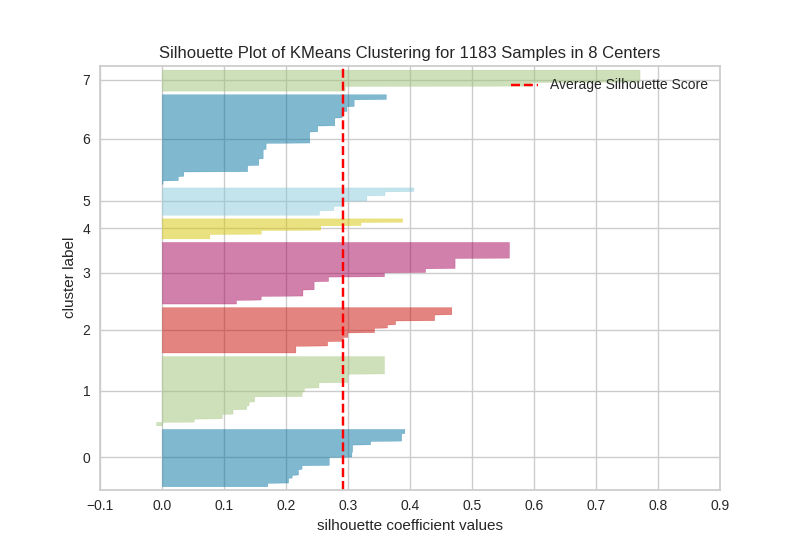 Silhouette Plot of KMeans Clustering for 1183 Samples in 8 Centers
Average Silhouette Score
7
6
5
4
3
2
1
0
cluster label
−0.1 0.0 0.1 0.2 0.3 0.4 0.5 0.6 0.7 0.8 0.9
silhouette coefficient values